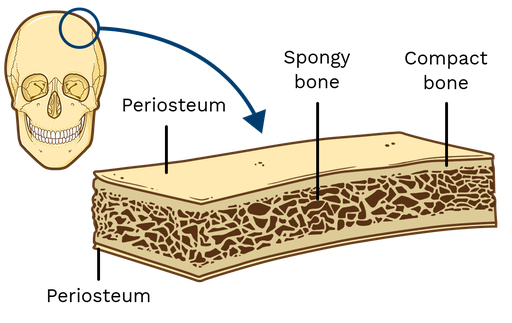 Spongy
bone
Compact
bone
Periosteum
Periosteum